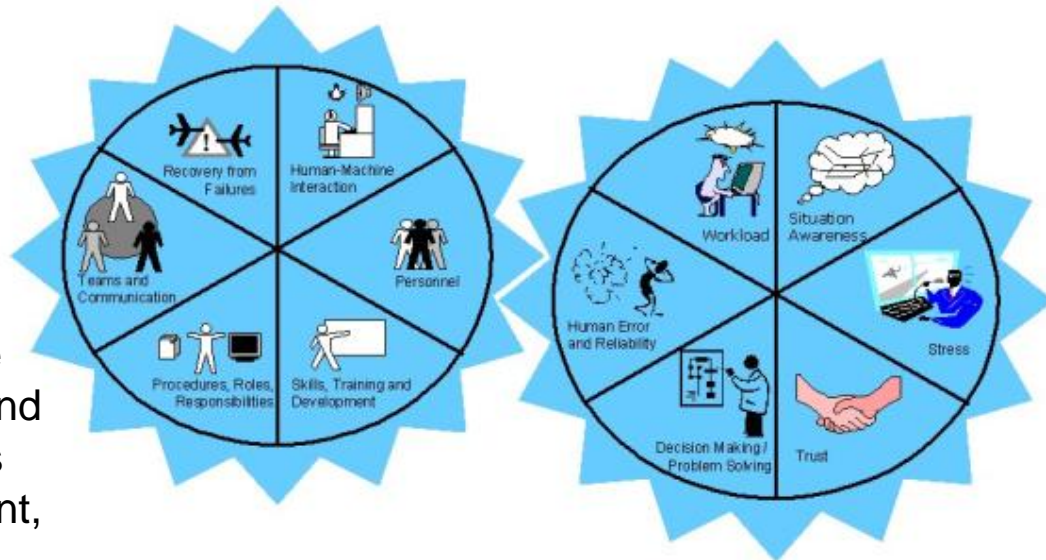 Recovery from
Failures
Human-Machine
Interaction
Teams and
Communication
Personnel
Procedures, Roles,
Responsibilities
Skills, Training and
Development
Workload
Situation
Awareness
Human Error
and Reliability
Stress
Decision Making /
Problem Solving
Trust
nd
nt,